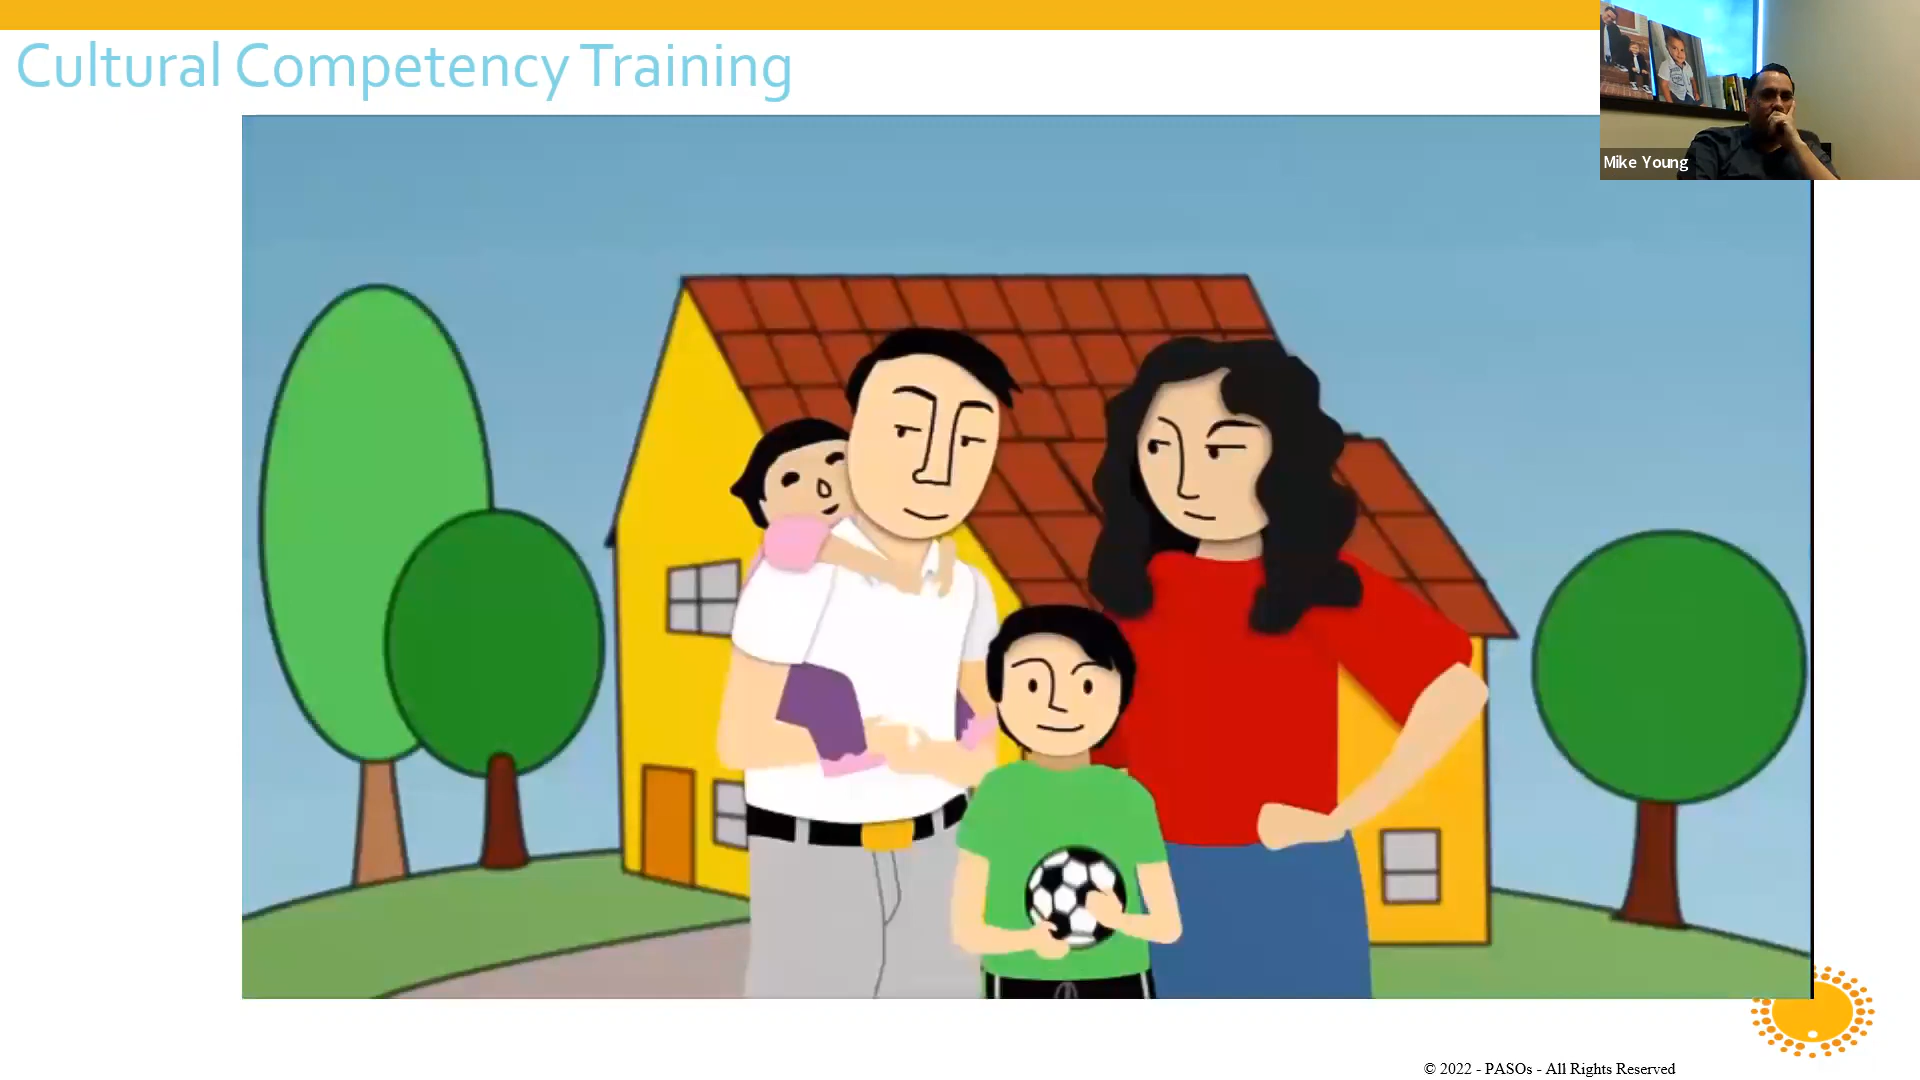 Cultural Competency Training
Mike Young
© 2022 - PASOs - All Rights Reserved